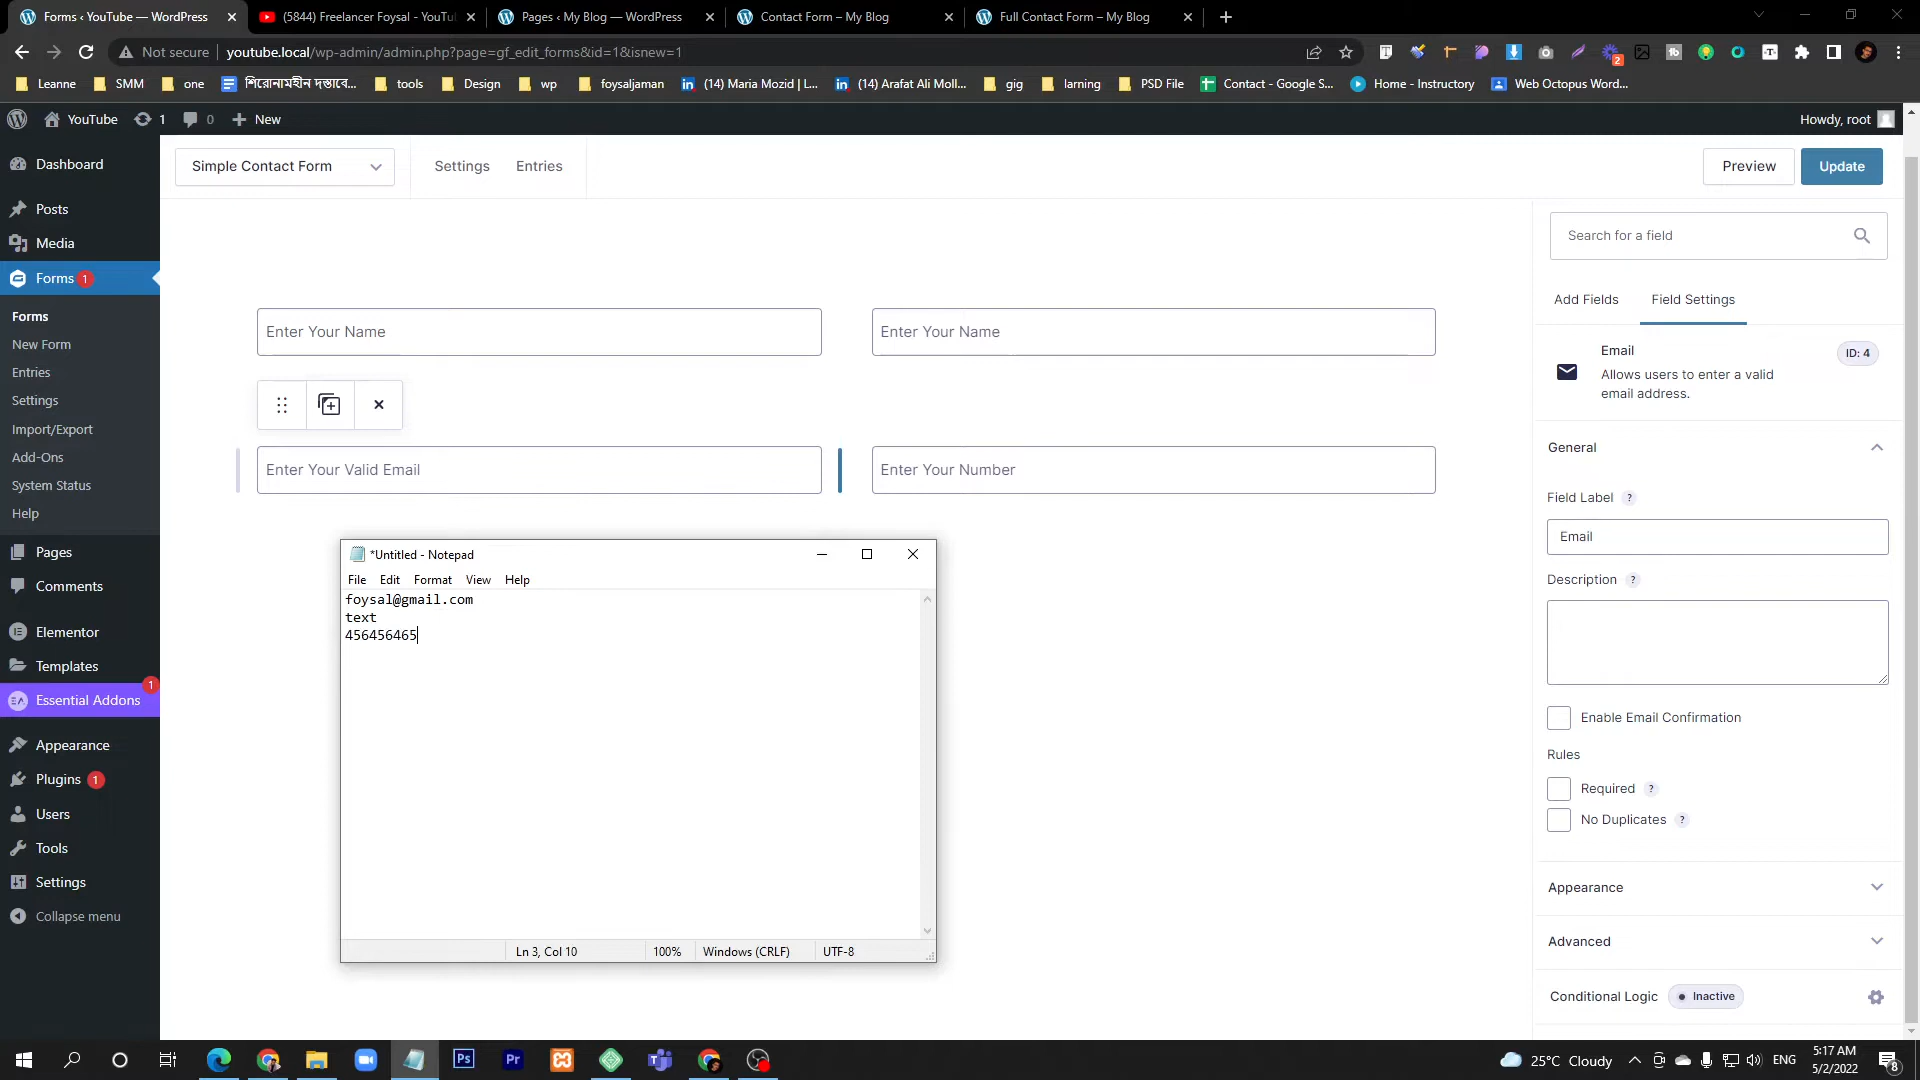 Forms ‹ YouTube — WordPress
(5844) Freelancer Foysal - YouTu
Pages ‹ My Blog — WordPress
Contact Form – My Blog
Full Contact Form – My Blog
Not secure
youtube.local/wp-admin/admin.php?page=gf_edit_forms&id=1&isnew=1
2
Leanne
SMM
one
শিরোনামহীন দস্তাবে...
tools
Design
wp
foysaljaman
(14) Maria Mozid | L...
(14) Arafat Ali Moll...
gig
larning
PSD File
Contact - Google S...
Home - Instructory
Web Octopus Word...
YouTube
1
0
New
Howdy, root
Dashboard
Posts
Media
Forms 1
Forms
New Form
Entries
Settings
Import/Export
Add-Ons
System Status
Help
Pages
Comments
Elementor
Templates
Essential Addons
1
Appearance
Plugins 1
Users
Tools
Settings
Collapse menu
Simple Contact Form
Settings
Entries
Preview
Update
Enter Your Name
Enter Your Name
Enter Your Valid Email
Enter Your Number
*Untitled - Notepad
File
Edit
Format
View
Help
foysal@gmail.com
text
456456465
Ln 3, Col 10
100%
Windows (CRLF)
UTF-8
Search for a field
Add Fields
Field Settings
Email
ID: 4
Allows users to enter a valid
email address.
General
Field Label ?
Email
Description ?
Enable Email Confirmation
Rules
Required ?
No Duplicates ?
Appearance
Advanced
Conditional Logic
Inactive
Ps
Pr
25°C Cloudy
ENG
5:17 AM
5/2/2022
8